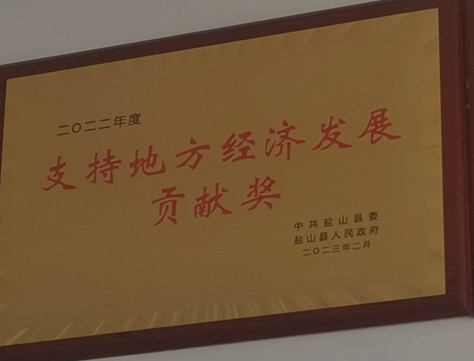 二〇二二年度
支持地方经济发展
贡献奖
中共盐山县委
盐山县人民政府
二〇二三年二月